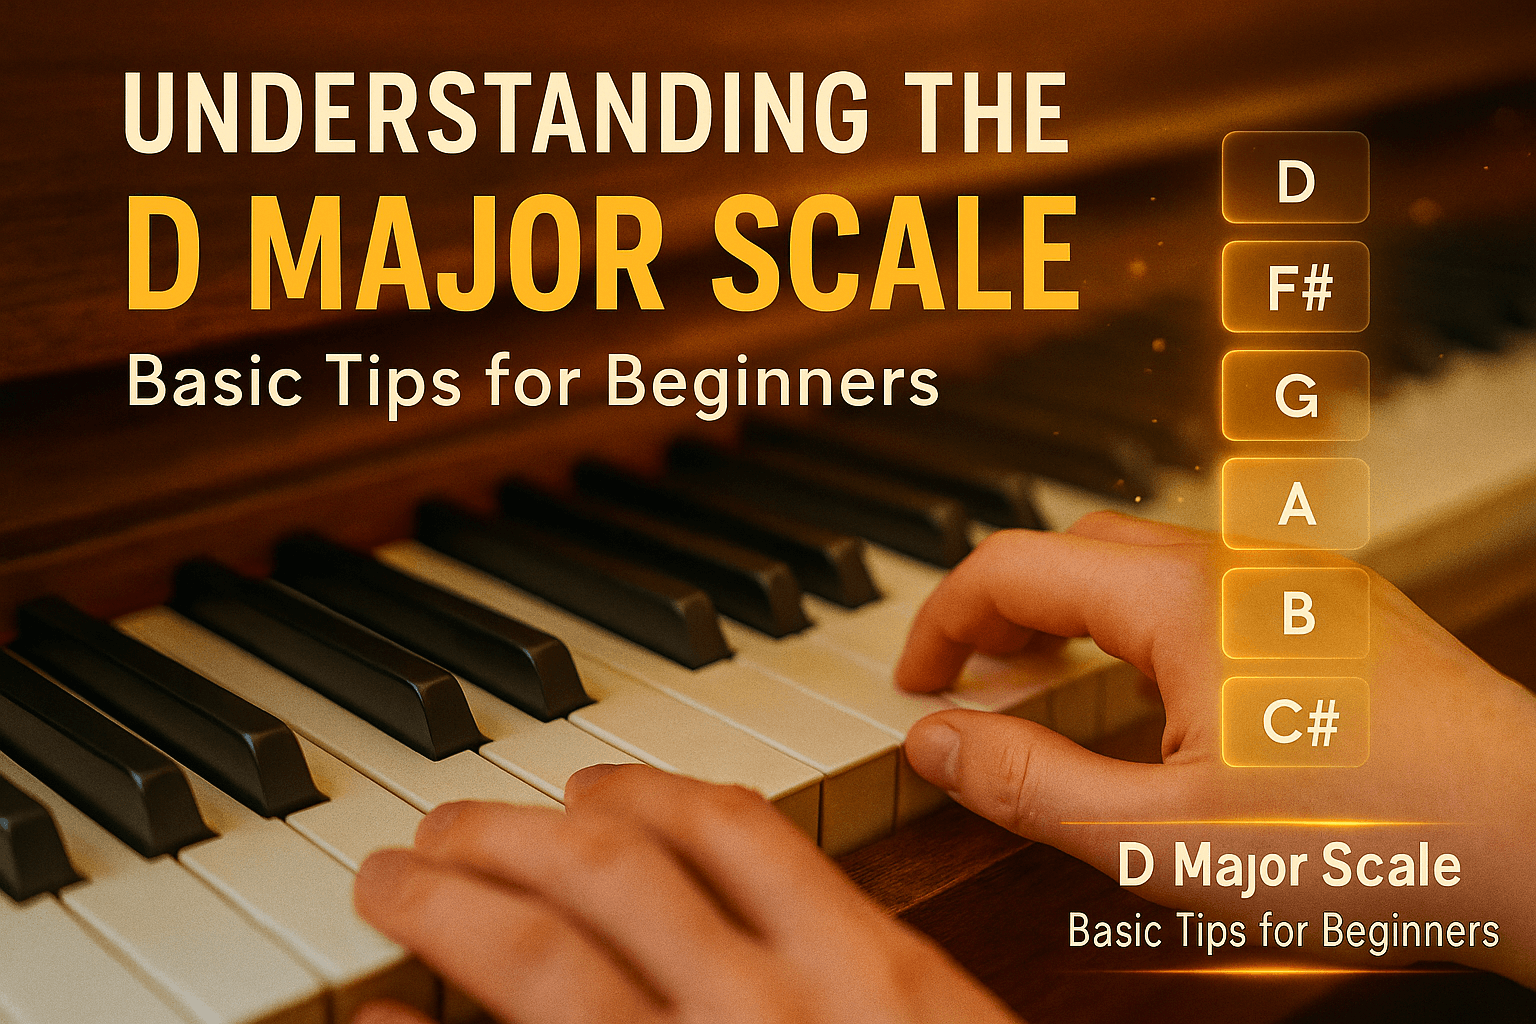 UNDERSTANDING THE
D MAJOR SCALE
Basic Tips for Beginners
D
F#
G
A
B
C#
D Major Scale
Basic Tips for Beginners